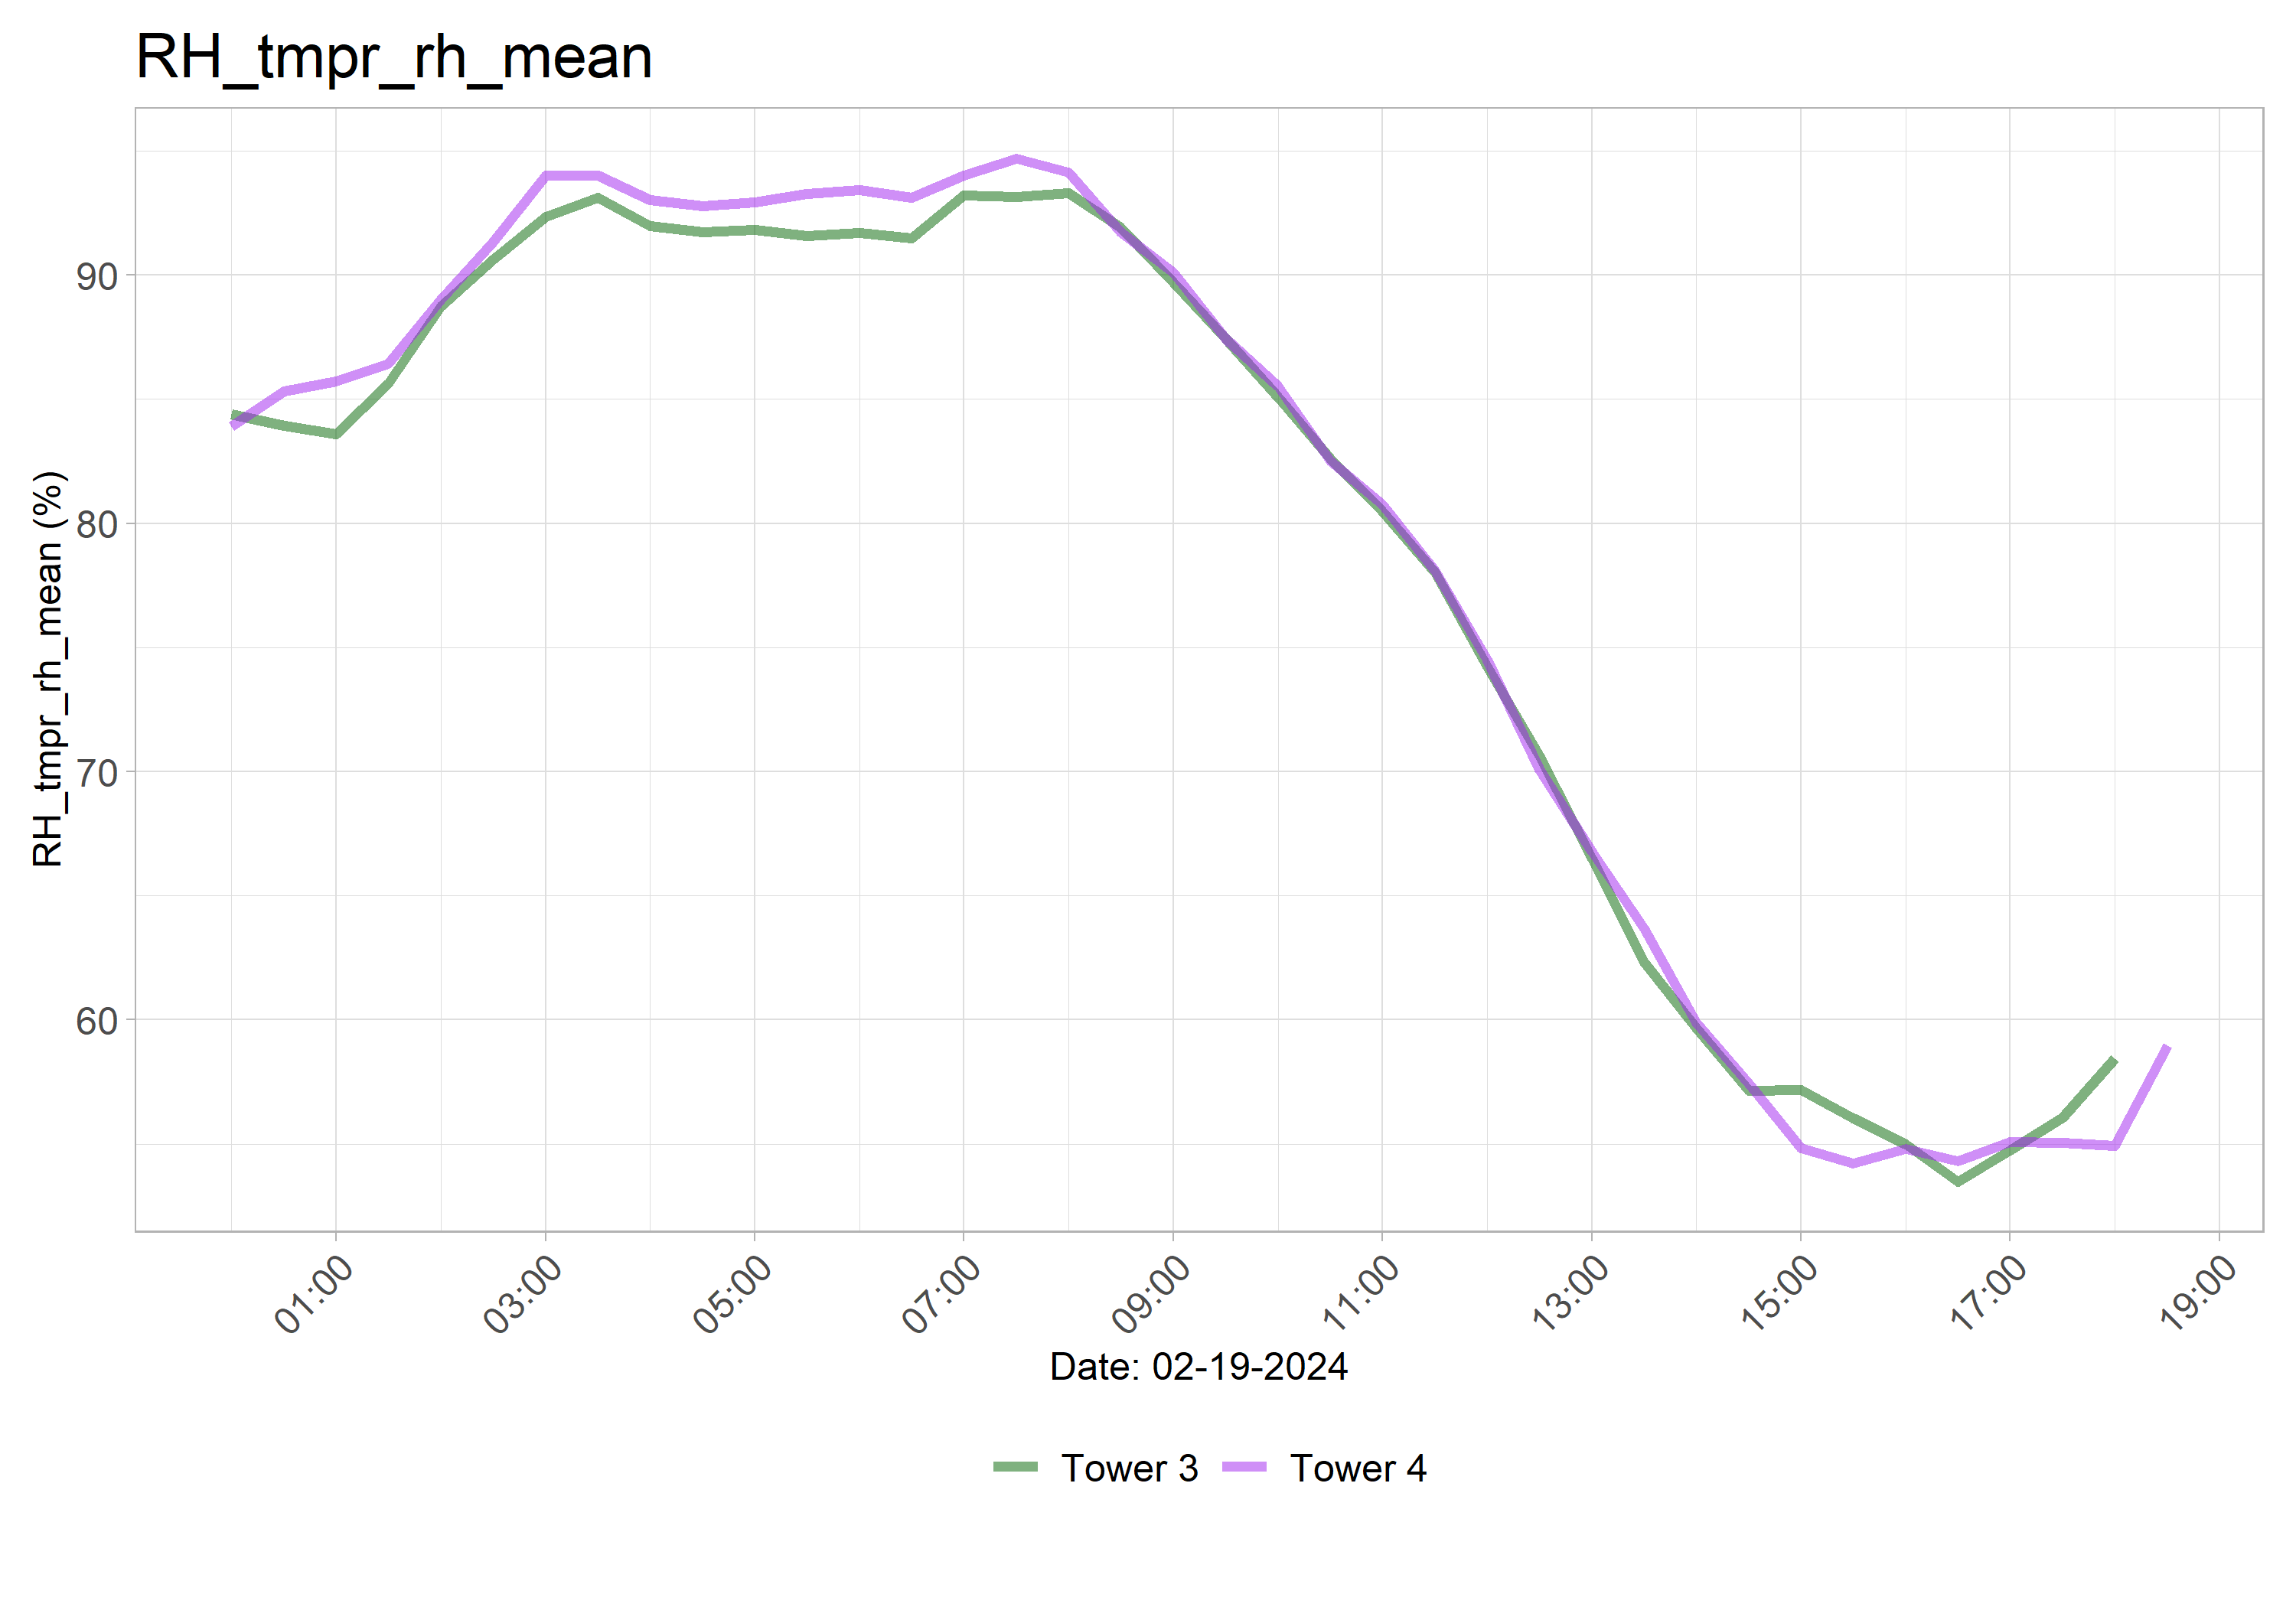 RH_tmpr_rh_mean
RH_tmpr_rh_mean (%)
90
80
70
60
01:00
03:00
05:00
07:00
09:00
11:00
13:00
15:00
17:00
19:00
Date: 02-19-2024
Tower 3
Tower 4